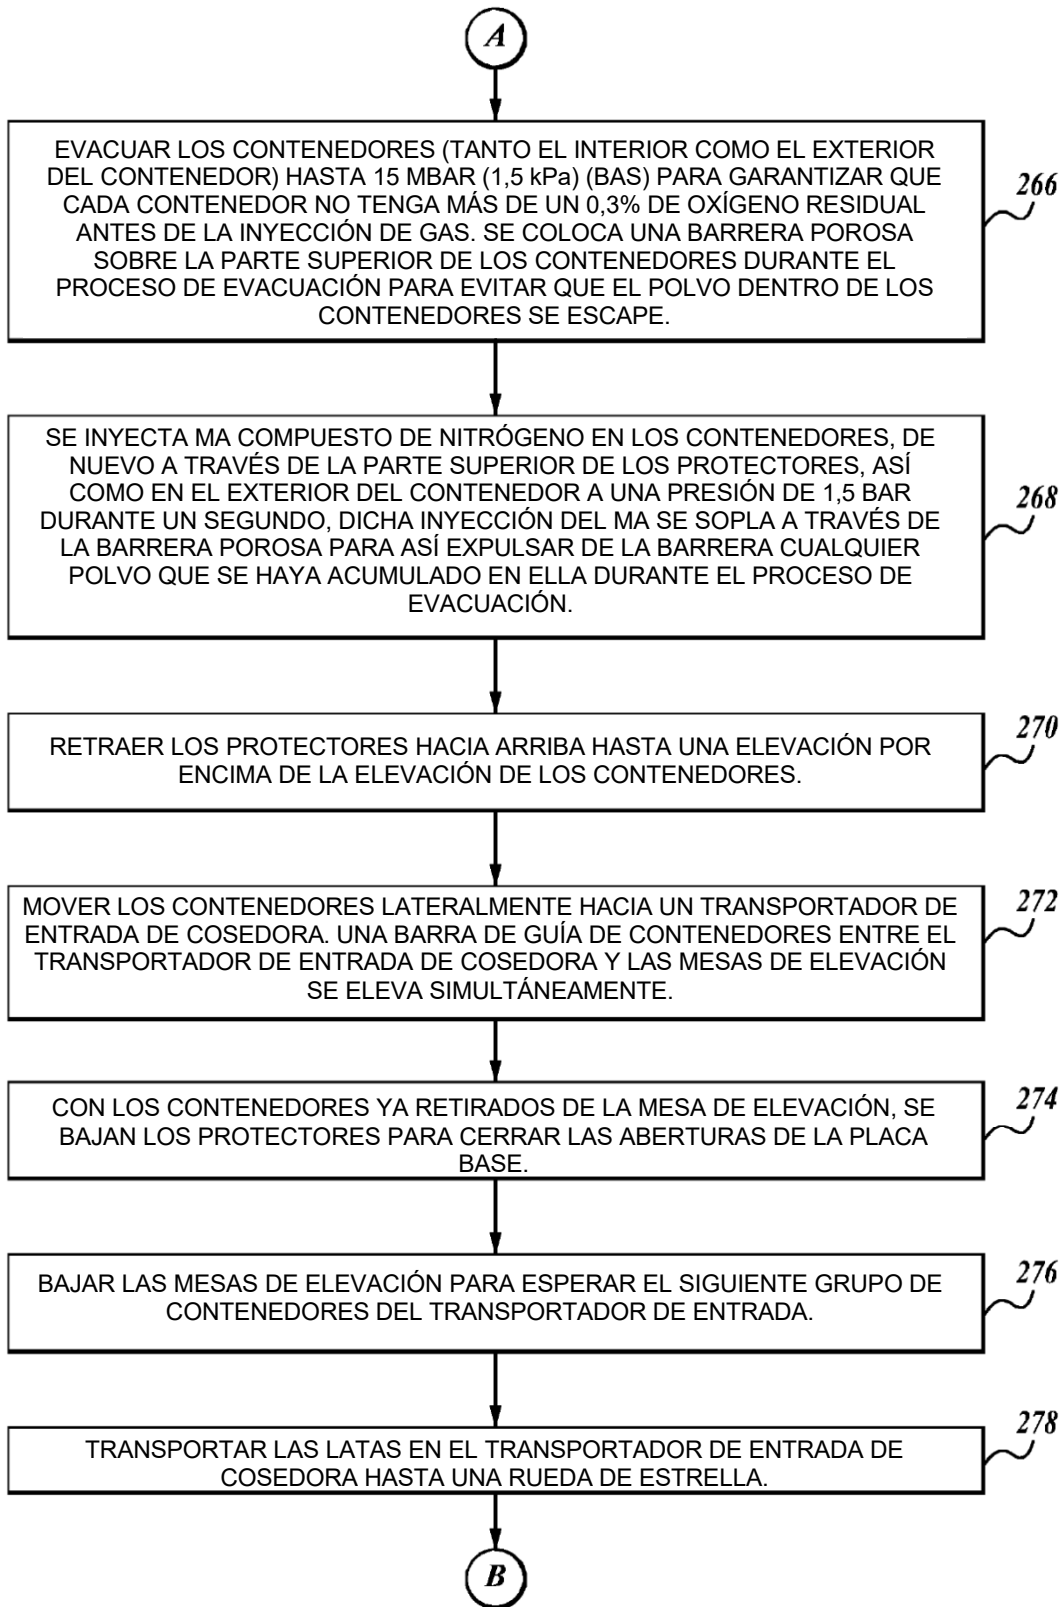 A
EVACUAR LOS CONTENEDORES (TANTO EL INTERIOR COMO EL EXTERIOR
DEL CONTENEDOR) HASTA 15 MBAR (1,5 kPa) (BAS) PARA GARANTIZAR QUE
CADA CONTENEDOR NO TENGA MÁS DE UN 0,3% DE OXÍGENO RESIDUAL
ANTES DE LA INYECCIÓN DE GAS. SE COLOCA UNA BARRERA POROSA
SOBRE LA PARTE SUPERIOR DE LOS CONTENEDORES DURANTE EL
PROCESO DE EVACUACIÓN PARA EVITAR QUE EL POLVO DENTRO DE LOS
CONTENEDORES SE ESCAPE.
266
SE INYECTA MA COMPUESTO DE NITRÓGENO EN LOS CONTENEDORES, DE
NUEVO A TRAVÉS DE LA PARTE SUPERIOR DE LOS PROTECTORES, ASÍ
COMO EN EL EXTERIOR DEL CONTENEDOR A UNA PRESIÓN DE 1,5 BAR
DURANTE UN SEGUNDO, DICHA INYECCIÓN DEL MA SE SOPLA A TRAVÉS DE
LA BARRERA POROSA PARA ASÍ EXPULSAR DE LA BARRERA CUALQUIER
POLVO QUE SE HAYA ACUMULADO EN ELLA DURANTE EL PROCESO DE
EVACUACIÓN.
268
RETRAER LOS PROTECTORES HACIA ARRIBA HASTA UNA ELEVACIÓN POR
ENCIMA DE LA ELEVACIÓN DE LOS CONTENEDORES.
270
MOVER LOS CONTENEDORES LATERALMENTE HACIA UN TRANSPORTADOR DE
ENTRADA DE COSEDORA. UNA BARRA DE GUÍA DE CONTENEDORES ENTRE EL
TRANSPORTADOR DE ENTRADA DE COSEDORA Y LAS MESAS DE ELEVACIÓN
SE ELEVA SIMULTÁNEAMENTE.
272
CON LOS CONTENEDORES YA RETIRADOS DE LA MESA DE ELEVACIÓN, SE
BAJAN LOS PROTECTORES PARA CERRAR LAS ABERTURAS DE LA PLACA
BASE.
274
BAJAR LAS MESAS DE ELEVACIÓN PARA ESPERAR EL SIGUIENTE GRUPO DE
CONTENEDORES DEL TRANSPORTADOR DE ENTRADA.
276
TRANSPORTAR LAS LATAS EN EL TRANSPORTADOR DE ENTRADA DE
COSEDORA HASTA UNA RUEDA DE ESTRELLA.
278
B